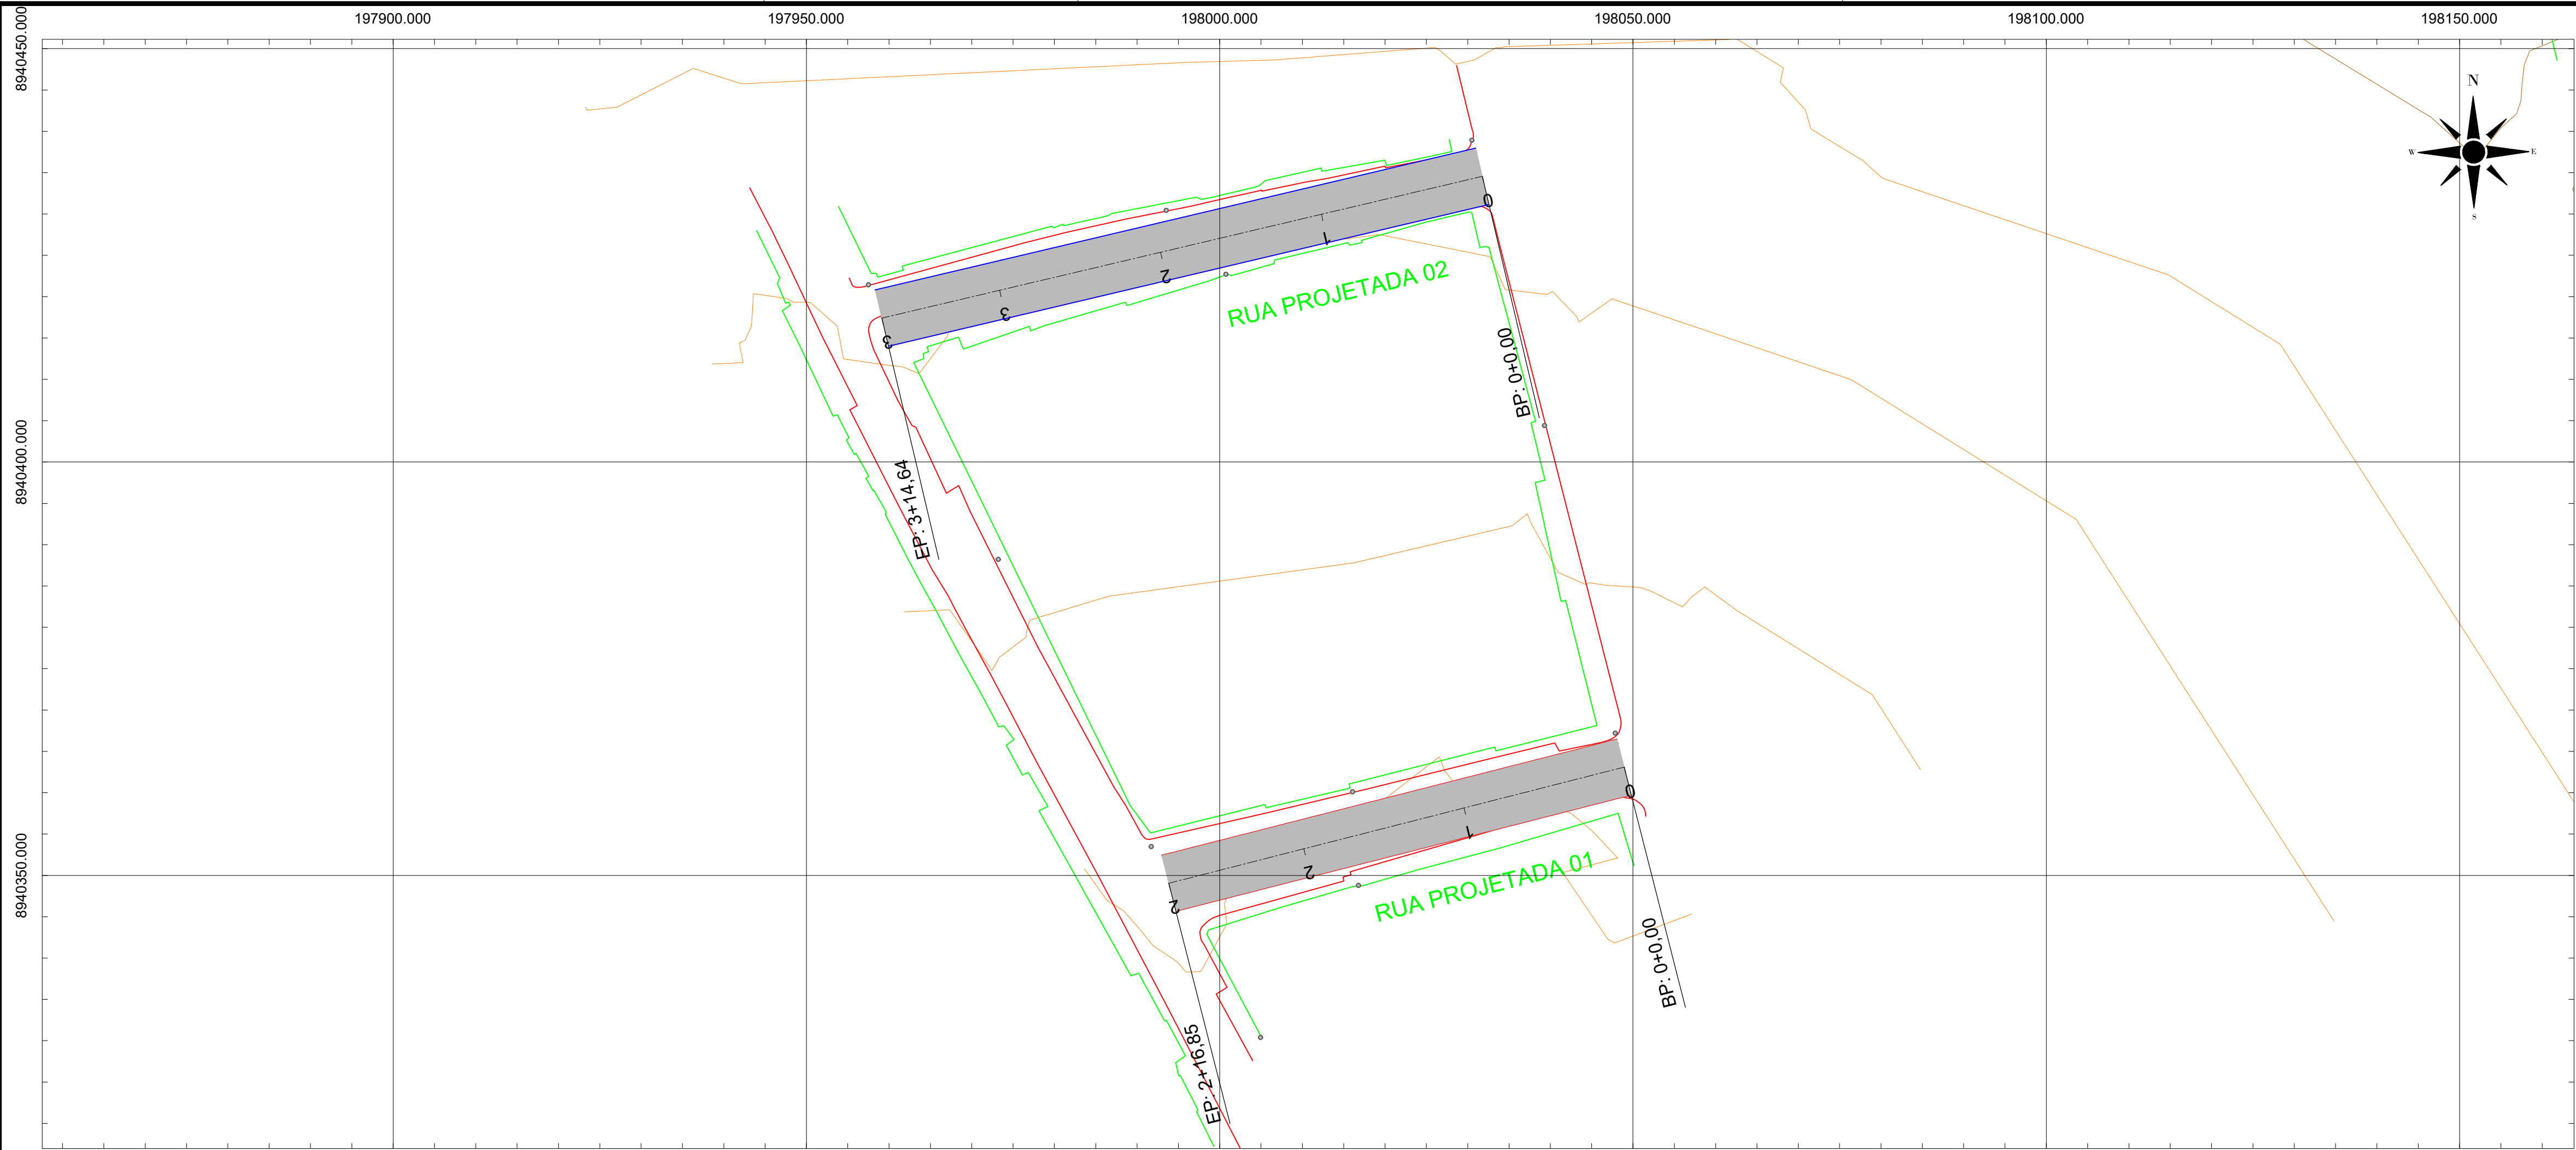 197900.000 197950.000 198000.000 198050.000 198100.000 198150.000
8940450.000
N
W E
S
0
1
2
3
3
RUA PROJETADA 02
BP: 0+0,00
8940400.000
EP: 3+14,64
0
1
2
2
RUA PROJETADA 01
8940350.000
BP: 0+0,00
EP: 2+16,85